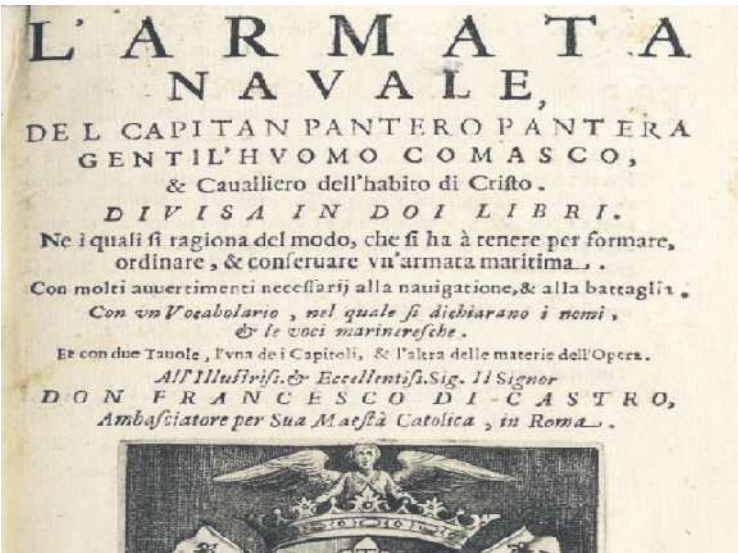 L'ARMATA
NAVALE,
DEL CAPITAN PANTERO PANTERA
GENTIL'HVOMO COMASCO,
& Caualliero dell'habito di Cristo.
DIVISA IN DOI LIBRI.
Ne i quali si ragiona del modo, che si ha à tenere per formare,
ordinare, & conseruare vn'armata maritima.
Con molti auuertimenti necessarij alla nauigatione, & alla battaglia.
Con vn Vocabolario, nel quale si dichiarano i nomi,
& le voci marineresche.
Et con due Tauole, l'vna de i Capitoli, & l'altra delle materie dell'Opera.
All'Illustriss. & Eccellentiss. Sig. Il Signor
DON FRANCESCO DI CASTRO,
Ambasciatore per Sua Maestà Catolica, in Roma.